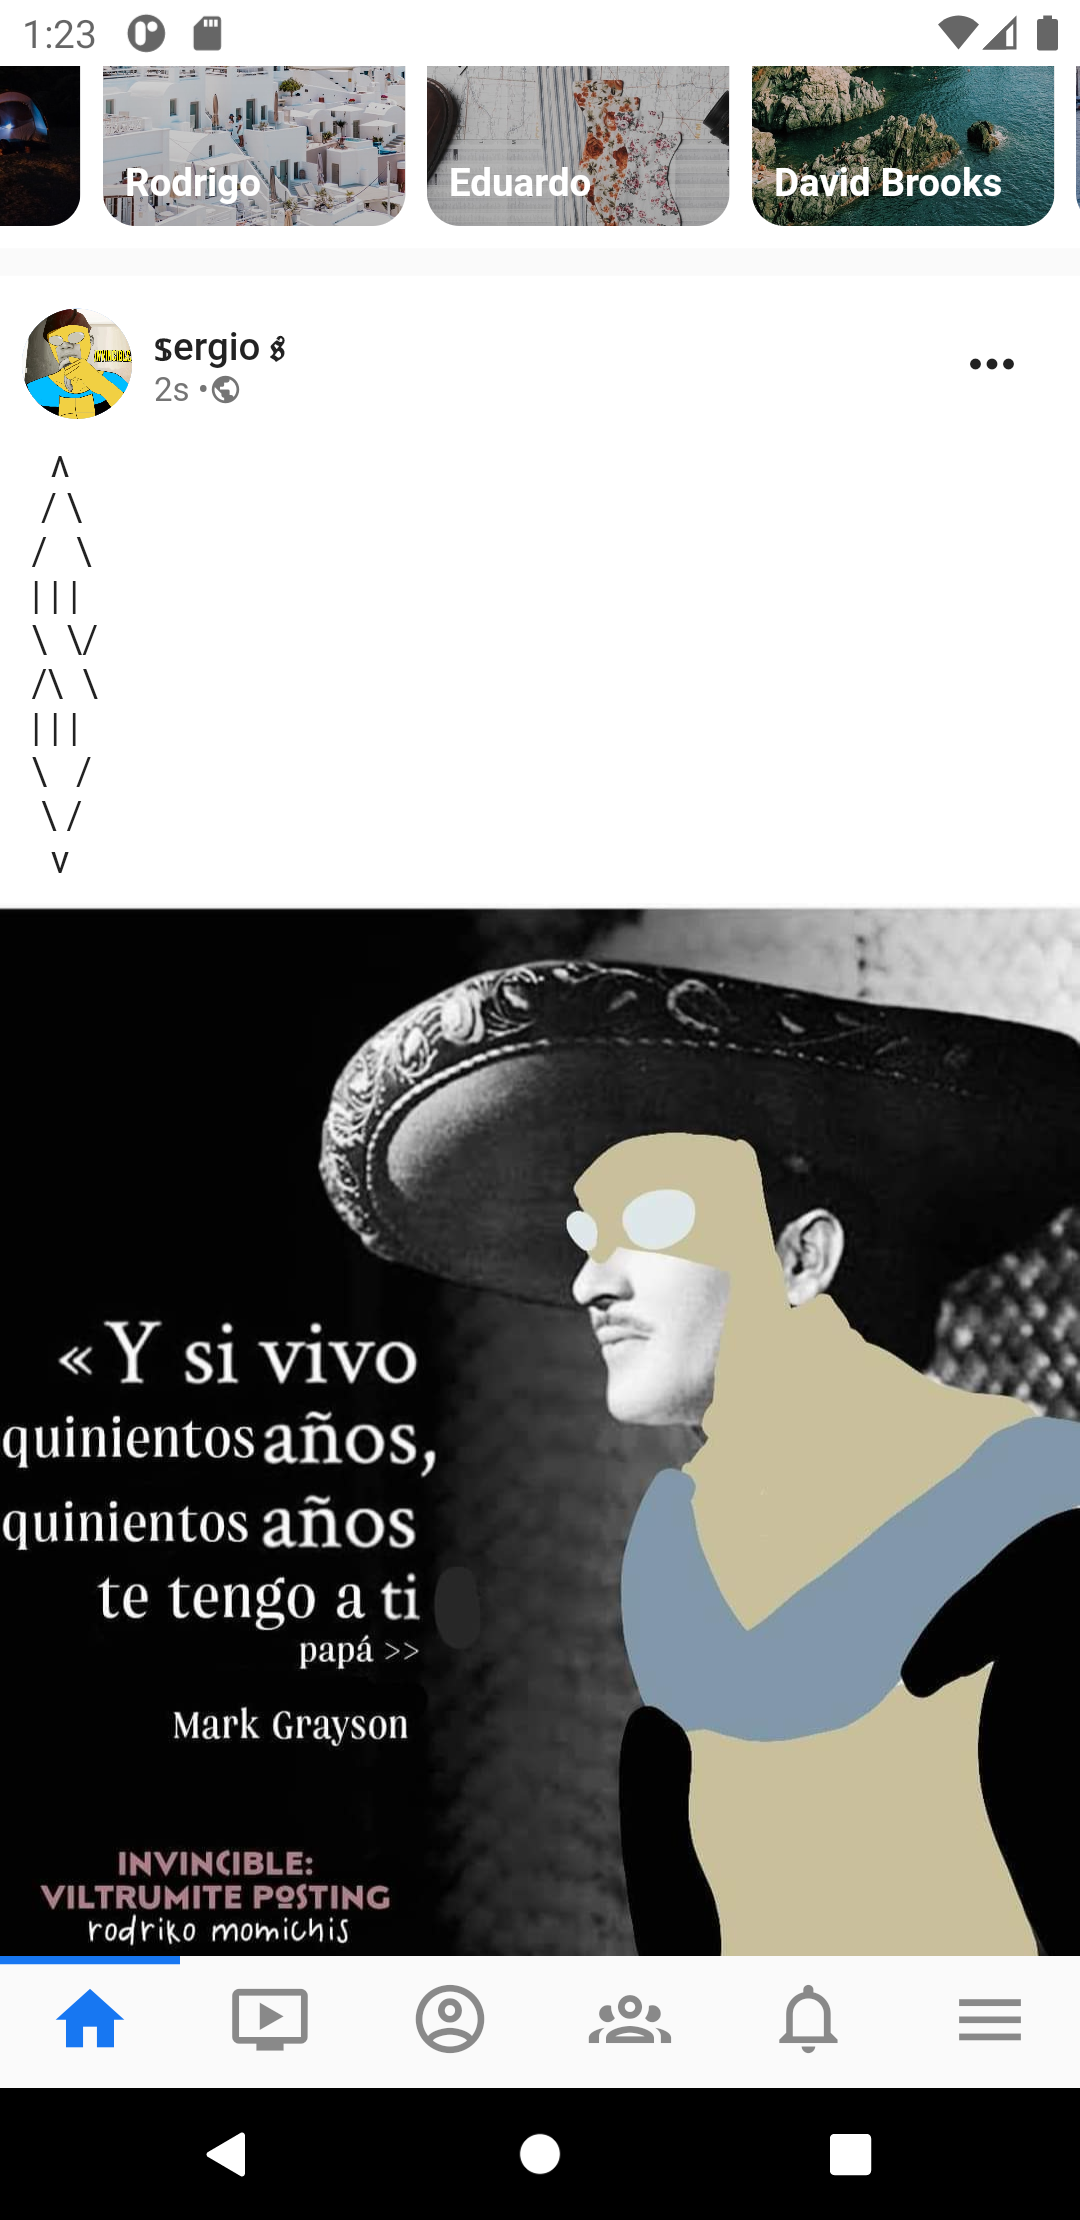 1:23
Rodrigo
Eduardo
David Brooks
sergio 𝕤
2s •
^
/ \
/   \
| | |
\  \/
/\  \
| | |
\   /
\ /
v
« Y si vivo
quinientos años,
quinientos años
te tengo a ti
papá >>
Mark Grayson
INVINCIBLE:
VILTRUMITE POSTING
rodriko momichis